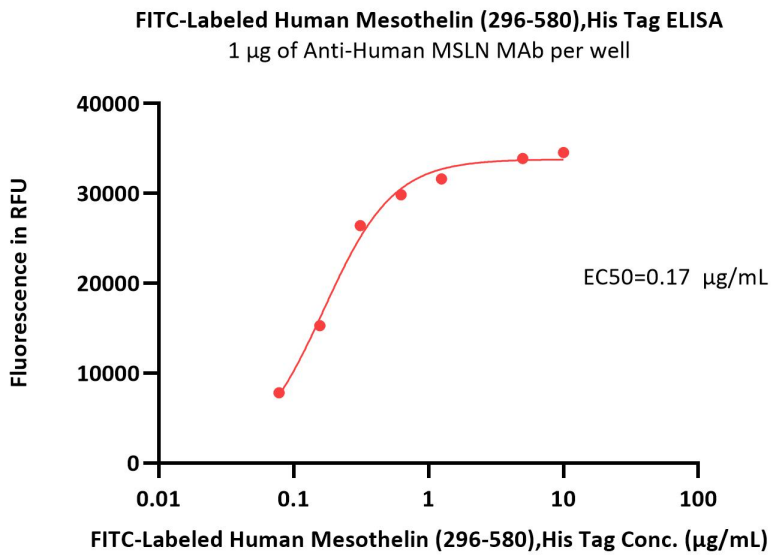 FITC-Labeled Human Mesothelin (296-580),His Tag ELISA
1 μg of Anti-Human MSLN MAb per well
Fluorescence in RFU
40000
30000
20000
10000
0
EC50=0.17 μg/mL
0.01 0.1 1 10 100
FITC-Labeled Human Mesothelin (296-580),His Tag Conc. (μg/mL)